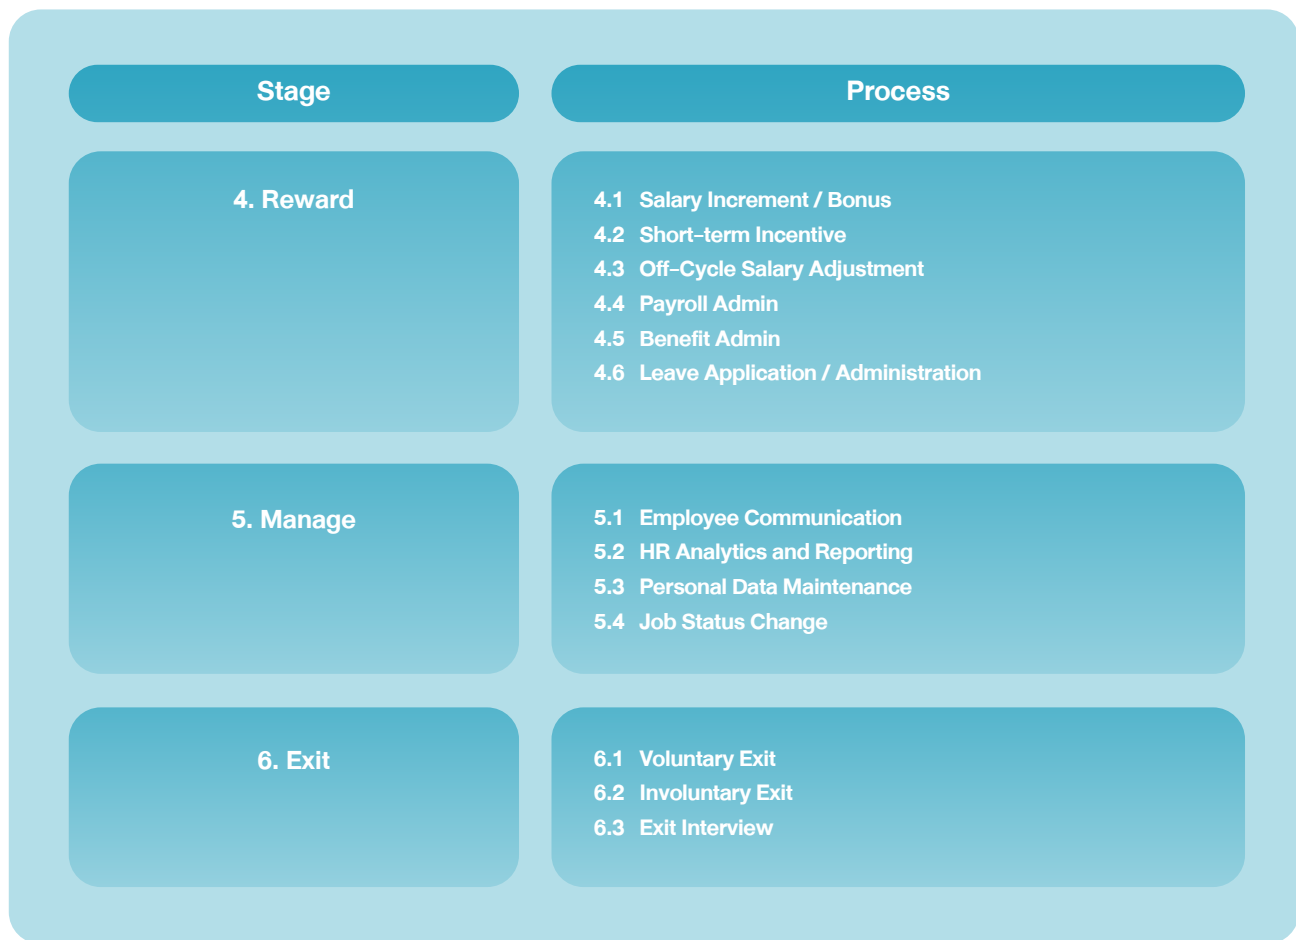 Stage
Process
4. Reward
4.1 Salary Increment / Bonus
4.2 Short-term Incentive
4.3 Off-Cycle Salary Adjustment
4.4 Payroll Admin
4.5 Benefit Admin
4.6 Leave Application / Administration
5. Manage
5.1 Employee Communication
5.2 HR Analytics and Reporting
5.3 Personal Data Maintenance
5.4 Job Status Change
6. Exit
6.1 Voluntary Exit
6.2 Involuntary Exit
6.3 Exit Interview